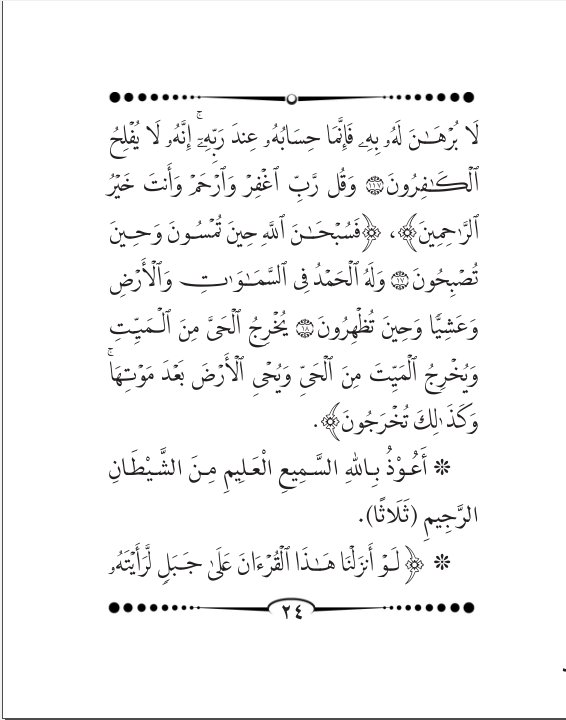 لَا بُرْهَـٰنَ لَهُۥ بِهِۦ فَإِنَّمَا حِسَابُهُۥ عِندَ رَبِّهِۦٓۚ إِنَّهُۥ لَا يُفْلِحُ
ٱلْكَـٰفِرُونَ ١١٧ وَقُل رَّبِّ ٱغْفِرْ وَٱرْحَمْ وَأَنتَ خَيْرُ
ٱلرَّٰحِمِينَ﴾، ﴿فَسُبْحَـٰنَ ٱللَّهِ حِينَ تُمْسُونَ وَحِينَ
تُصْبِحُونَ ١٧ وَلَهُ ٱلْحَمْدُ فِى ٱلسَّمَـٰوَٰتِ وَٱلْأَرْضِ
وَعَشِيًّا وَحِينَ تُظْهِرُونَ ١٨ يُخْرِجُ ٱلْحَىَّ مِنَ ٱلْمَيِّتِ
وَيُخْرِجُ ٱلْمَيِّتَ مِنَ ٱلْحَىِّ وَيُحْىِ ٱلْأَرْضَ بَعْدَ مَوْتِهَاۚ
وَكَذَٰلِكَ تُخْرَجُونَ﴾.
❊ أَعُوْذُ بِاللهِ السَّمِيعِ الْعَلِيمِ مِنَ الشَّيْطَانِ
الرَّجِيمِ (ثَلَاثًا).
❊ ﴿لَوْ أَنزَلْنَا هَـٰذَا ٱلْقُرْءَانَ عَلَىٰ جَبَلٍ لَّرَأَيْتَهُۥ
٢٤